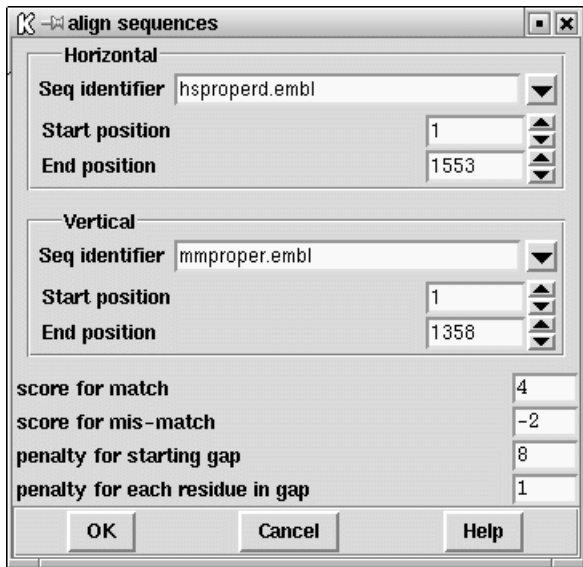 align sequences
Horizontal
Seq identifier hsproperd.embl
Start position 1
End position 1553
Vertical
Seq identifier mmproper.embl
Start position 1
End position 1358
score for match 4
score for mis-match -2
penalty for starting gap 8
penalty for each residue in gap 1
OK Cancel Help